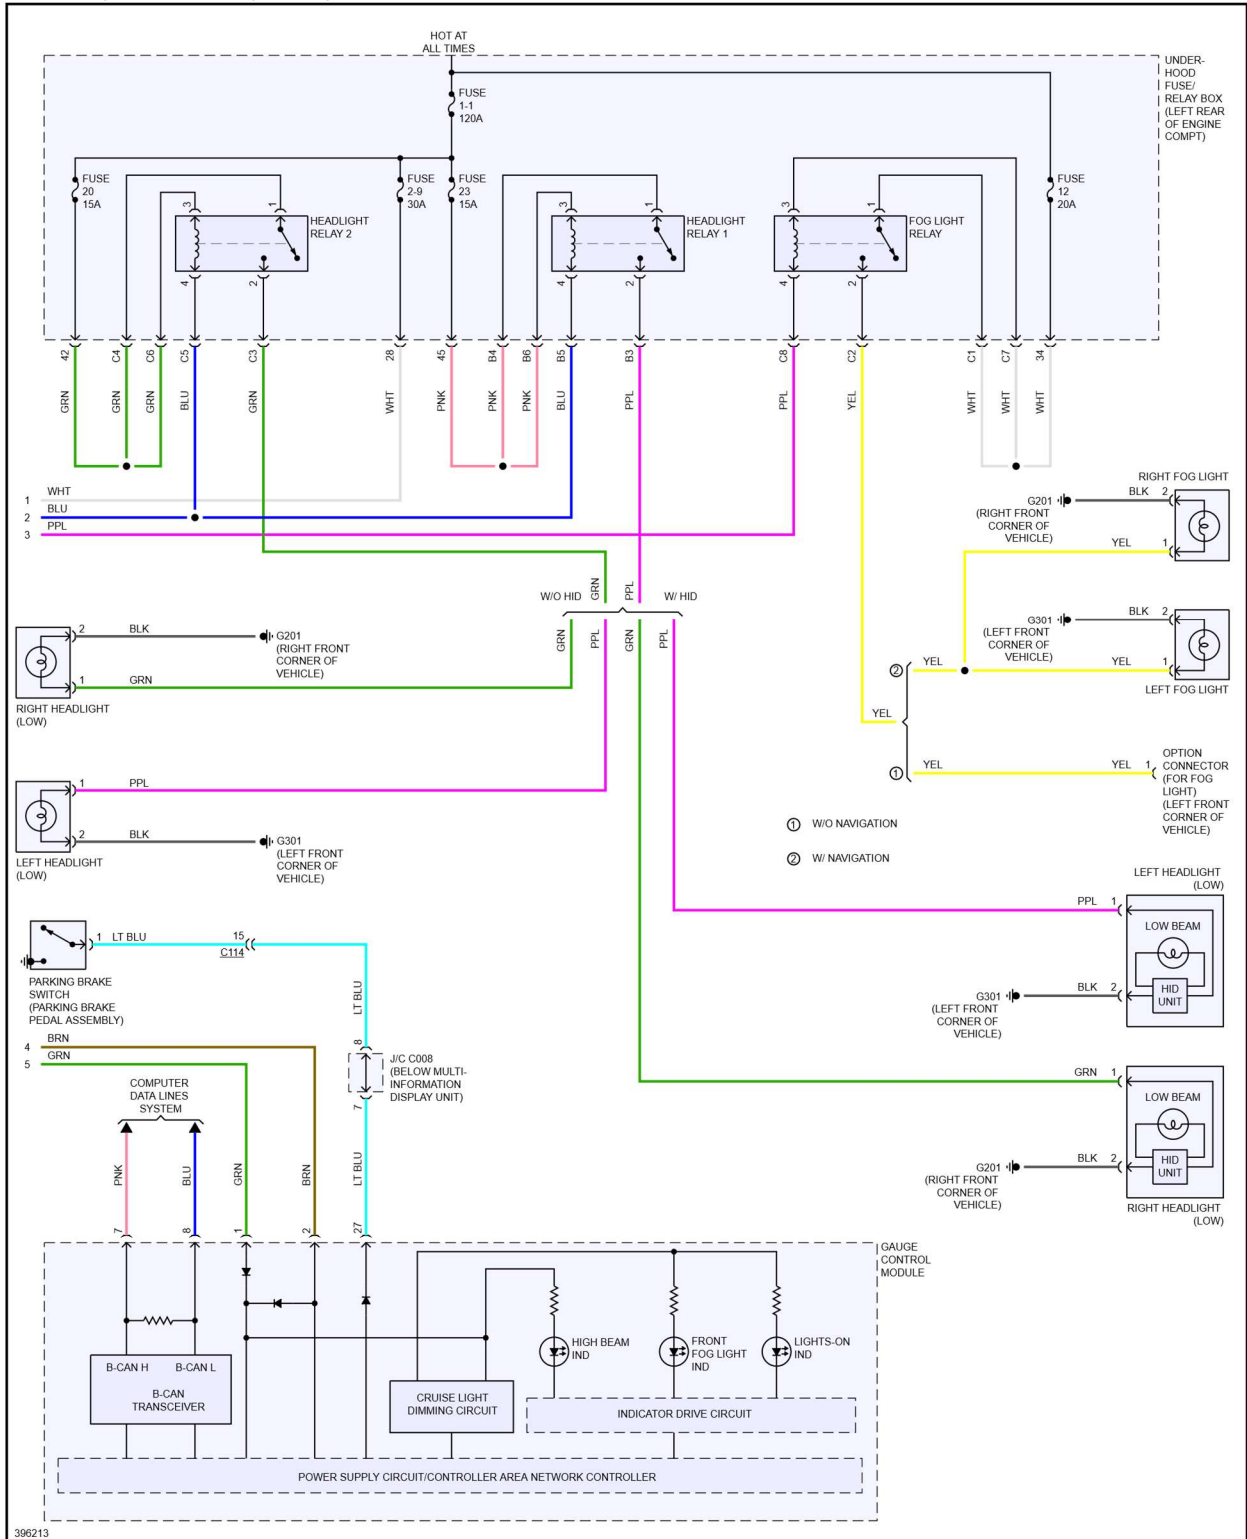 HOT AT
ALL TIMES
UNDER-
HOOD
FUSE/
RELAY BOX
(LEFT REAR
OF ENGINE
COMPT)
FUSE
1-1
120A
FUSE
20
15A
3
1
HEADLIGHT
RELAY 2
4
2
FUSE
2-9
30A
FUSE
23
15A
3
1
HEADLIGHT
RELAY 1
4
2
3
1
FOG LIGHT
RELAY
4
2
FUSE
12
20A
42
C4
C6
C5
C3
28
45
B4
B6
B5
B3
C8
C2
C1
C7
34
GRN
GRN
GRN
BLU
GRN
WHT
PNK
PNK
PNK
BLU
PPL
PPL
YEL
WHT
WHT
WHT
1 WHT
2 BLU
3 PPL
RIGHT FOG LIGHT
BLK 2
G201
(RIGHT FRONT
CORNER OF
VEHICLE)
YEL 1
W/O HID
GRN
PPL
W/ HID
GRN
PPL
GRN
PPL
BLK 2
G301
(LEFT FRONT
CORNER OF
VEHICLE)
YEL 1
LEFT FOG LIGHT
2 BLK
G201
(RIGHT FRONT
CORNER OF
VEHICLE)
1 GRN
RIGHT HEADLIGHT
(LOW)
2 YEL
YEL
1 YEL
YEL 1
OPTION
CONNECTOR
(FOR FOG
LIGHT)
(LEFT FRONT
CORNER OF
VEHICLE)
1 PPL
2 BLK
G301
(LEFT FRONT
CORNER OF
VEHICLE)
LEFT HEADLIGHT
(LOW)
1 W/O NAVIGATION
2 W/ NAVIGATION
LEFT HEADLIGHT
(LOW)
PPL 1
LOW BEAM
HID
UNIT
BLK 2
G301
(LEFT FRONT
CORNER OF
VEHICLE)
1 LT BLU
15
C114
PARKING BRAKE
SWITCH
(PARKING BRAKE
PEDAL ASSEMBLY)
LT BLU
4 BRN
5 GRN
8
J/C C008
(BELOW MULTI-
INFORMATION
DISPLAY UNIT)
7
COMPUTER
DATA LINES
SYSTEM
GRN 1
LOW BEAM
HID
UNIT
BLK 2
G201
(RIGHT FRONT
CORNER OF
VEHICLE)
RIGHT HEADLIGHT
(LOW)
PNK
BLU
GRN
BRN
LT BLU
7
8
1
2
27
GAUGE
CONTROL
MODULE
B-CAN H
B-CAN L
B-CAN
TRANSCEIVER
HIGH BEAM
IND
FRONT
FOG LIGHT
IND
LIGHTS-ON
IND
CRUISE LIGHT
DIMMING CIRCUIT
INDICATOR DRIVE CIRCUIT
POWER SUPPLY CIRCUIT/CONTROLLER AREA NETWORK CONTROLLER
396213